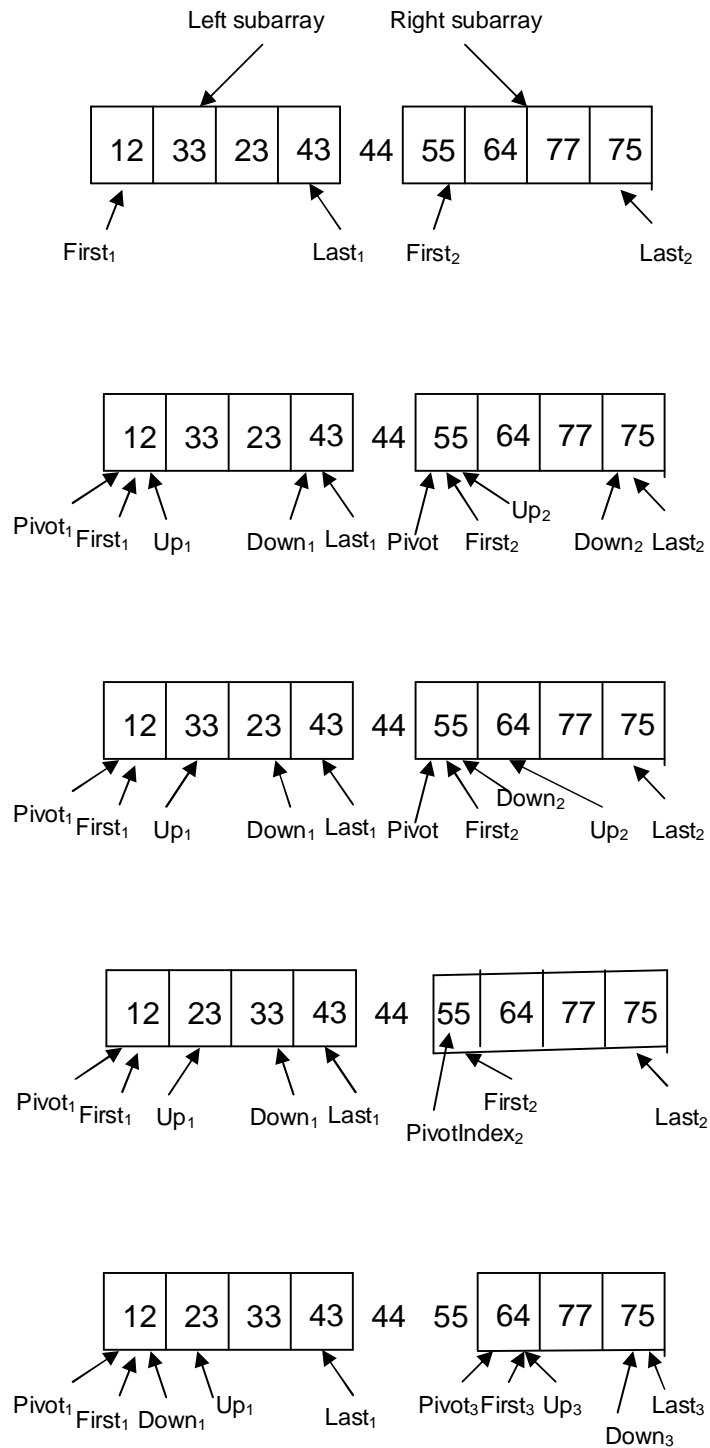 Left subarray Right subarray
12 33 23 43 44 55 64 77 75
First₁ Last₁ First₂ Last₂
12 33 23 43 44 55 64 77 75
Up₂
Pivot₁ First₁ Up₁ Down₁ Last₁ Pivot First₂ Down₂ Last₂
12 33 23 43 44 55 64 77 75
Down₂
Pivot₁ First₁ Up₁ Down₁ Last₁ Pivot First₂ Up₂ Last₂
12 23 33 43 44 55 64 77 75
First₂
Pivot₁ First₁ Up₁ Down₁ Last₁ PivotIndex₂ Last₂
12 23 33 43 44 55 64 77 75
Pivot₁ First₁ Down₁ Up₁ Last₁ Pivot₃ First₃ Up₃ Last₃
Down₃